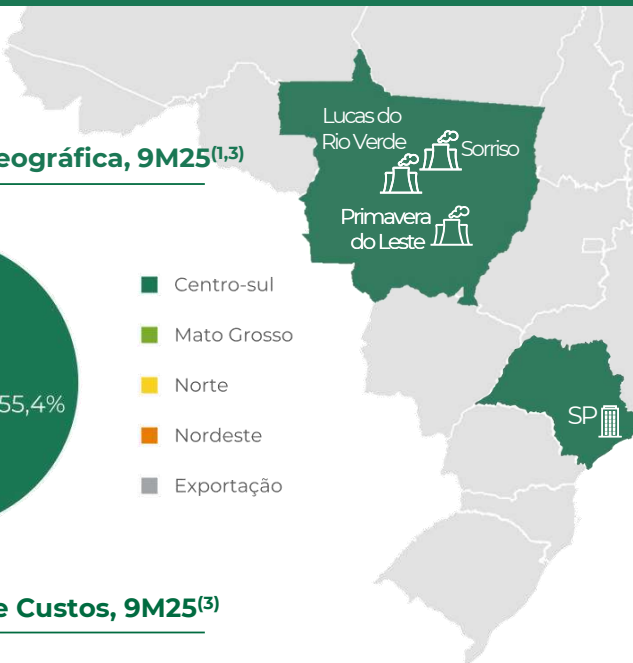 Lucas do
Rio Verde
Sorriso
eográfica, 9M25(1,3)
Primavera
do Leste
Centro-sul
Mato Grosso
Norte
55,4%
Nordeste
SP
Exportação
e Custos, 9M25(3)